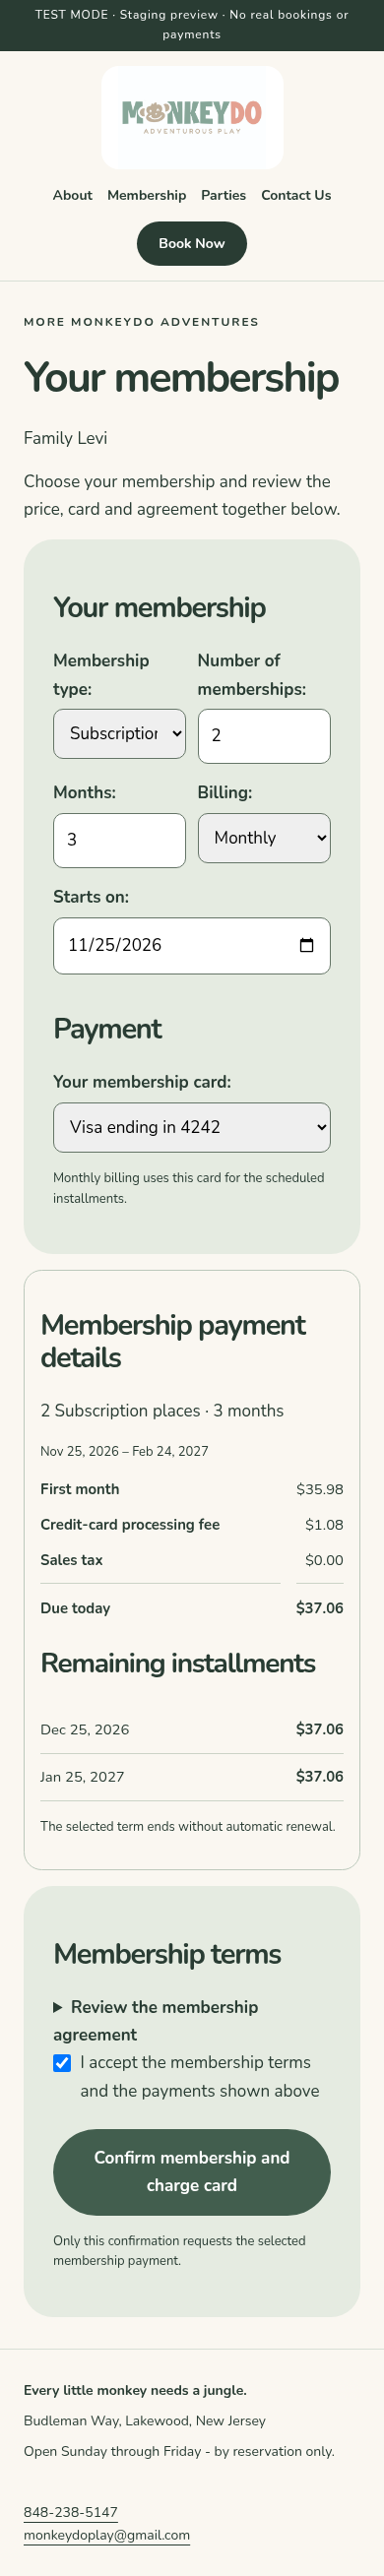 TEST MODE · Staging preview · No real bookings or
payments
MONKEYDO
ADVENTUROUS PLAY
About Membership Parties Contact Us
Book Now
MORE MONKEYDO ADVENTURES
Your membership
Family Levi
Choose your membership and review the
price, card and agreement together below.
Your membership
Membership type:
Number of memberships:
Subscription
2
Months:
Billing:
3
Monthly
Starts on:
11/25/2026
Payment
Your membership card:
Visa ending in 4242
Monthly billing uses this card for the scheduled
installments.
Membership payment
details
2 Subscription places · 3 months
Nov 25, 2026 – Feb 24, 2027
First month $35.98
Credit-card processing fee $1.08
Sales tax $0.00
Due today $37.06
Remaining installments
Dec 25, 2026 $37.06
Jan 25, 2027 $37.06
The selected term ends without automatic renewal.
Membership terms
Review the membership
agreement
I accept the membership terms
and the payments shown above
Confirm membership and
charge card
Only this confirmation requests the selected
membership payment.
Every little monkey needs a jungle.
Budleman Way, Lakewood, New Jersey
Open Sunday through Friday - by reservation only.
848-238-5147
monkeydoplay@gmail.com